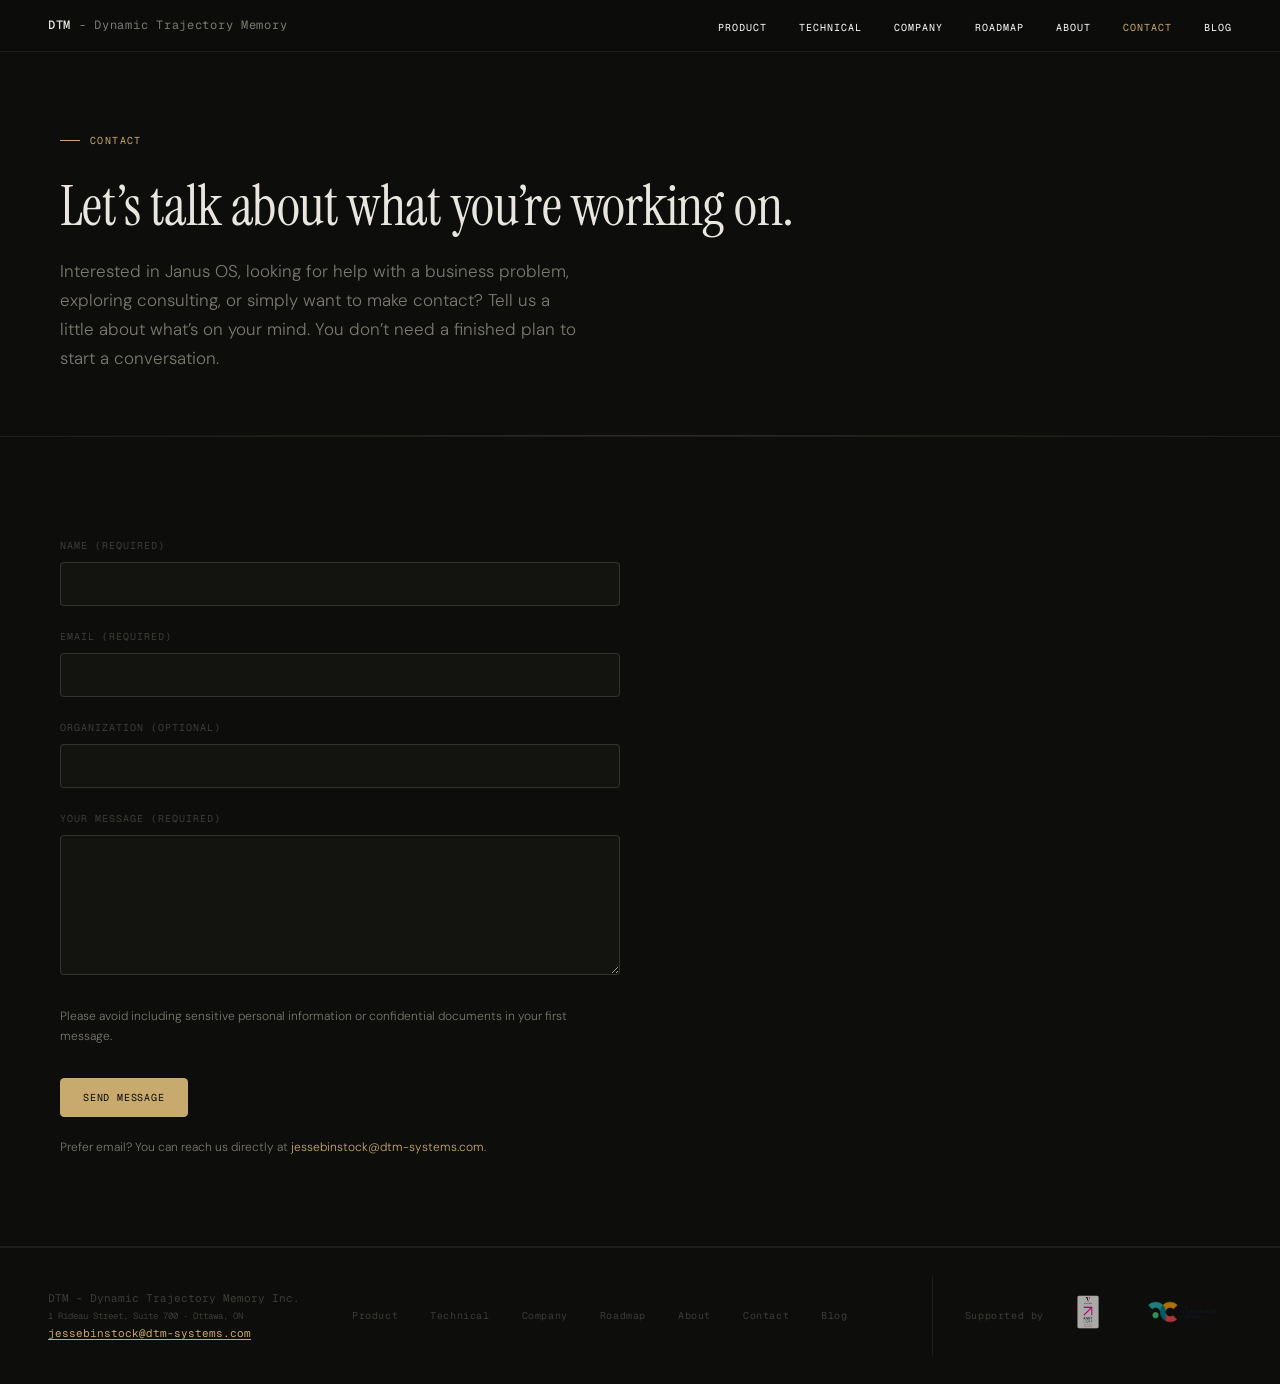 DTM - Dynamic Trajectory Memory
PRODUCT TECHNICAL COMPANY ROADMAP ABOUT CONTACT BLOG
CONTACT
Let’s talk about what you’re working on.
Interested in Janus OS, looking for help with a business problem,
exploring consulting, or simply want to make contact? Tell us a
little about what’s on your mind. You don’t need a finished plan to
start a conversation.
NAME (REQUIRED)
EMAIL (REQUIRED)
ORGANIZATION (OPTIONAL)
YOUR MESSAGE (REQUIRED)
Please avoid including sensitive personal information or confidential documents in your first
message.
SEND MESSAGE
Prefer email? You can reach us directly at jessebinstock@dtm-systems.com.
DTM - Dynamic Trajectory Memory Inc.
1 Rideau Street, Suite 700 · Ottawa, ON
jessebinstock@dtm-systems.com
Product Technical Company Roadmap About Contact Blog
Supported by